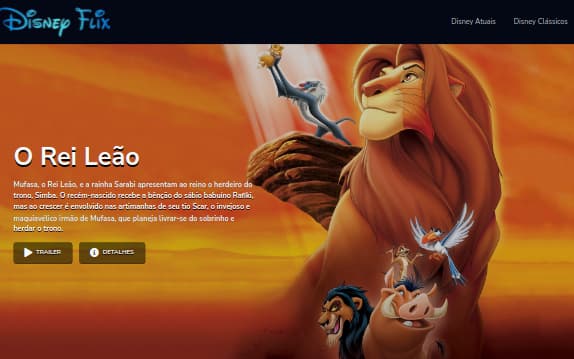 Disney Flix
Disney Atuais
Disney Clássicos
O Rei Leão
Mufasa, o Rei Leão, e a rainha Sarabi apresentam ao reino o herdeiro do
trono, Simba. O recém-nascido recebe a bênção do sábio babuíno Rafiki,
mas ao crescer é envolvido nas artimanhas de seu tio Scar, o invejoso e
maquiavélico irmão de Mufasa, que planeja livrar-se do sobrinho e
herdar o trono.
TRAILER
DETALHES